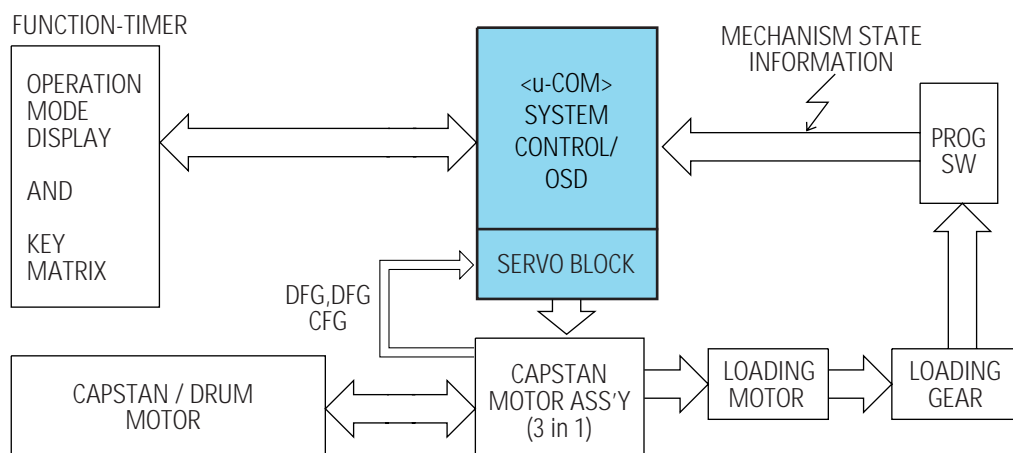 FUNCTION-TIMER
OPERATION
MODE
DISPLAY
AND
KEY
MATRIX
<u-COM>
SYSTEM
CONTROL/
OSD
SERVO BLOCK
MECHANISM STATE
INFORMATION
PROG
SW
DFG,DFG
CFG
CAPSTAN / DRUM
MOTOR
CAPSTAN
MOTOR ASS'Y
(3 in 1)
LOADING
MOTOR
LOADING
GEAR